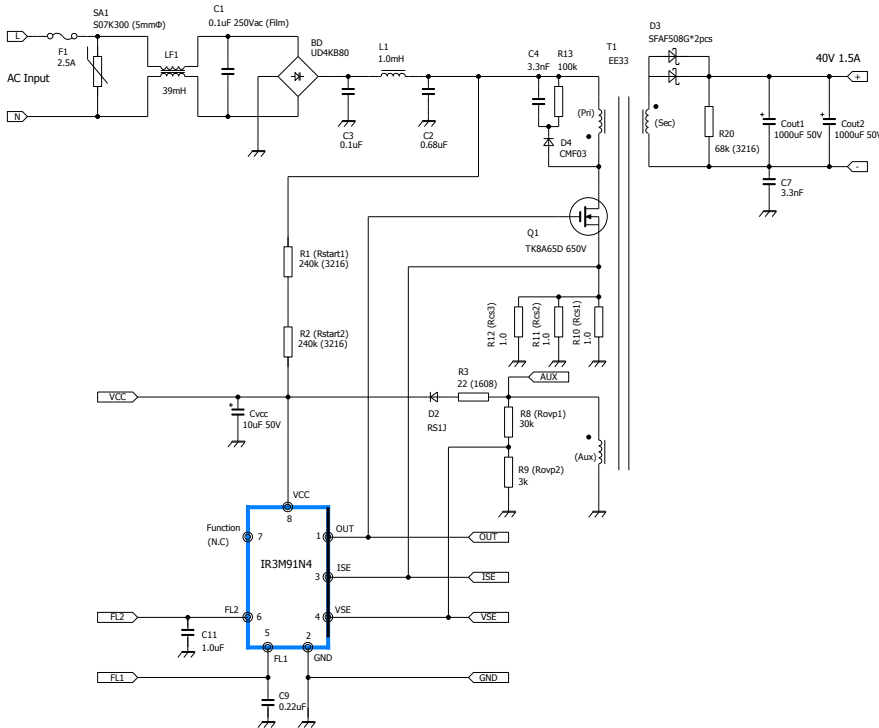 SA1
S07K300 (5mmΦ)
C1
0.1uF 250Vac (Film)
L
F1
2.5A
LF1
39mH
AC Input
N
BD
UD4KB80
L1
1.0mH
C3
0.1uF
C2
0.68uF
C4
3.3nF
R13
100k
D4
CMF03
T1
EE33
(Pri)
(Sec)
D3
SFAF508G*2pcs
40V 1.5A
+
-
R20
68k (3216)
+
Cout1
1000uF 50V
+
Cout2
1000uF 50V
C7
3.3nF
Q1
TK8A65D 650V
R1 (Rstart1)
240k (3216)
R2 (Rstart2)
240k (3216)
R12 (Rcs3)
1.0
R11 (Rcs2)
1.0
R10 (Rcs1)
1.0
R3
22 (1608)
AUX
VCC
+
Cvcc
10uF 50V
D2
RS1J
R8 (Rovp1)
30k
R9 (Rovp2)
3k
(Aux)
VCC
8
Function
(N.C)
7
1
OUT
OUT
IR3M91N4
3
ISE
ISE
FL2
FL2
6
4
VSE
VSE
C11
1.0uF
5
2
FL1
GND
FL1
GND
C9
0.22uF